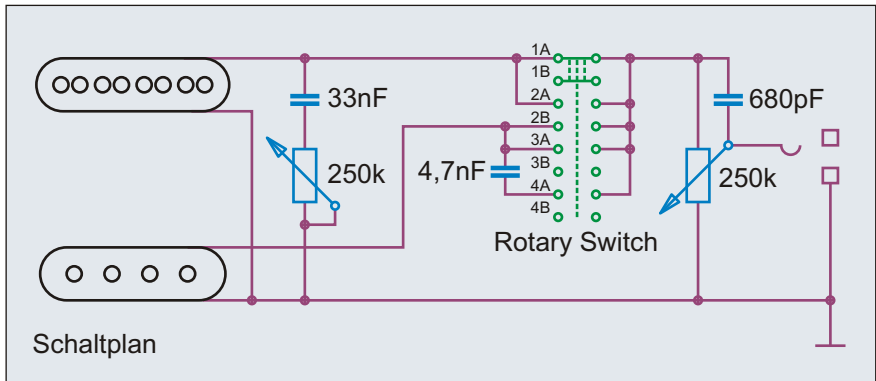 1A
1B
2A
2B
3A
3B
4A
4B
33nF
680pF
250k
4,7nF
250k
Rotary Switch
Schaltplan